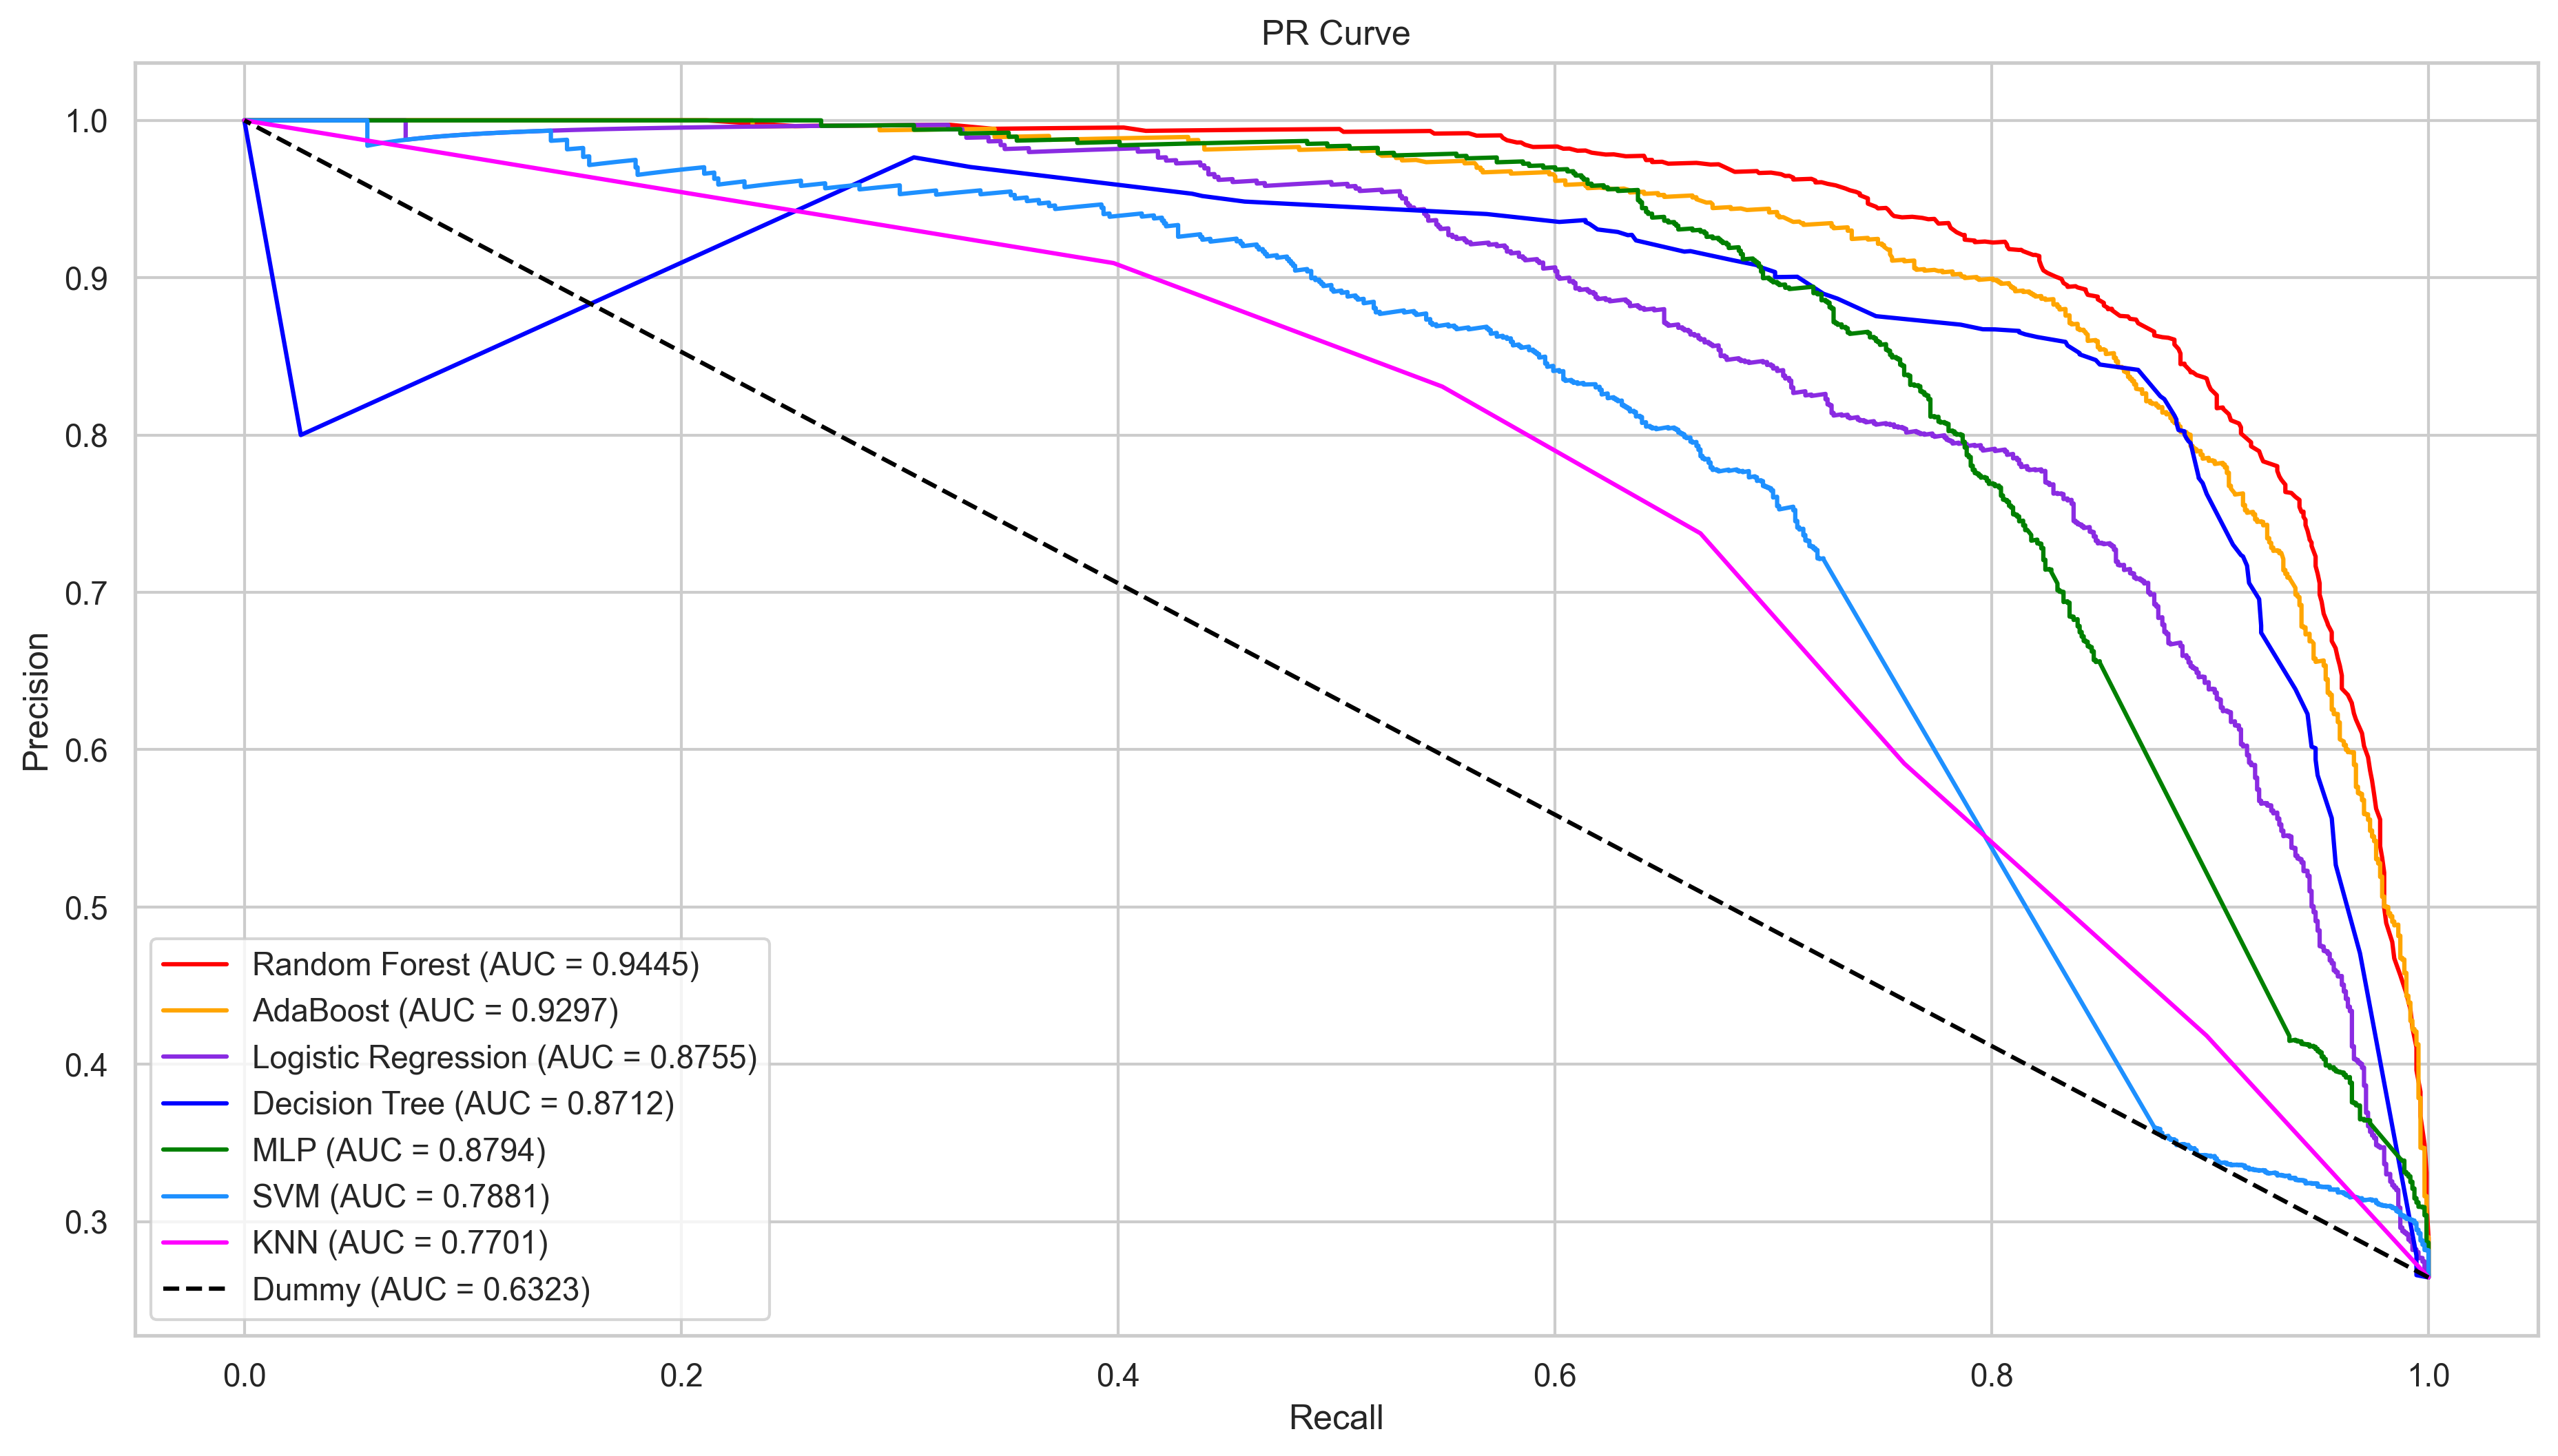 PR Curve
1.0
0.9
0.8
0.7
0.6
0.5
0.4
0.3
Precision
Random Forest (AUC = 0.9445)
AdaBoost (AUC = 0.9297)
Logistic Regression (AUC = 0.8755)
Decision Tree (AUC = 0.8712)
MLP (AUC = 0.8794)
SVM (AUC = 0.7881)
KNN (AUC = 0.7701)
Dummy (AUC = 0.6323)
0.0 0.2 0.4 0.6 0.8 1.0
Recall